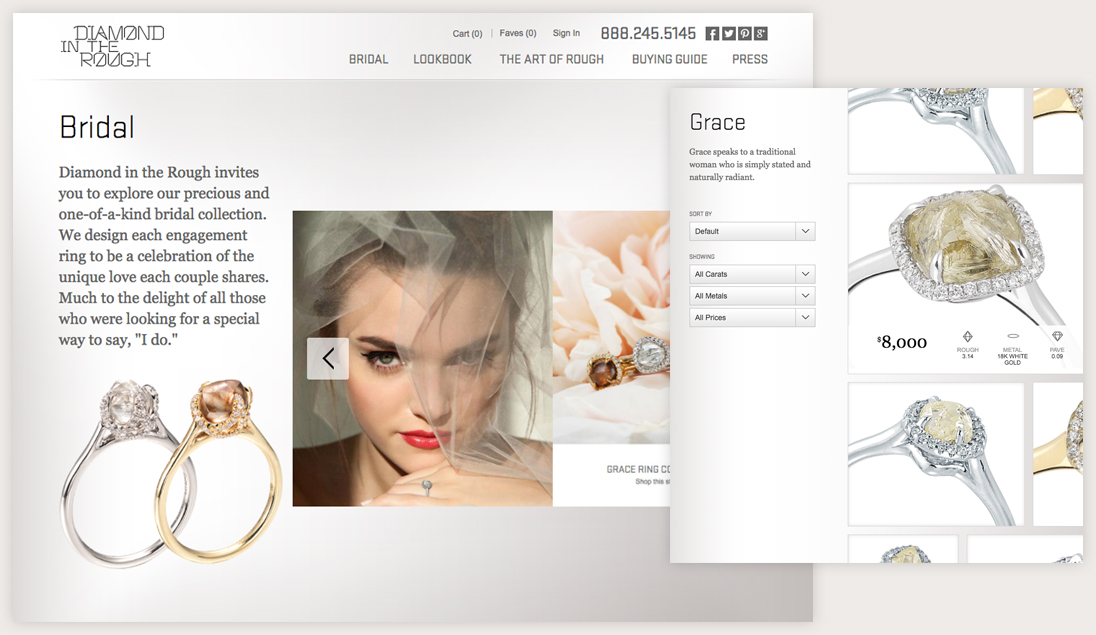 DIAMOND
IN THE
ROUGH
Cart (0) Faves (0) Sign In 888.245.5145
BRIDAL LOOKBOOK THE ART OF ROUGH BUYING GUIDE PRESS
Bridal
Diamond in the Rough invites
you to explore our precious and
one-of-a-kind bridal collection.
We design each engagement
ring to be a celebration of the
unique love each couple shares.
Much to the delight of all those
who were looking for a special
way to say, "I do."
GRACE RING CO
Shop this s
Grace
Grace speaks to a traditional
woman who is simply stated and
naturally radiant.
SORT BY
Default
SHOWING
All Carats
All Metals
All Prices
$8,000
ROUGH
3.14
METAL
18K WHITE
GOLD
PAVE
0.09